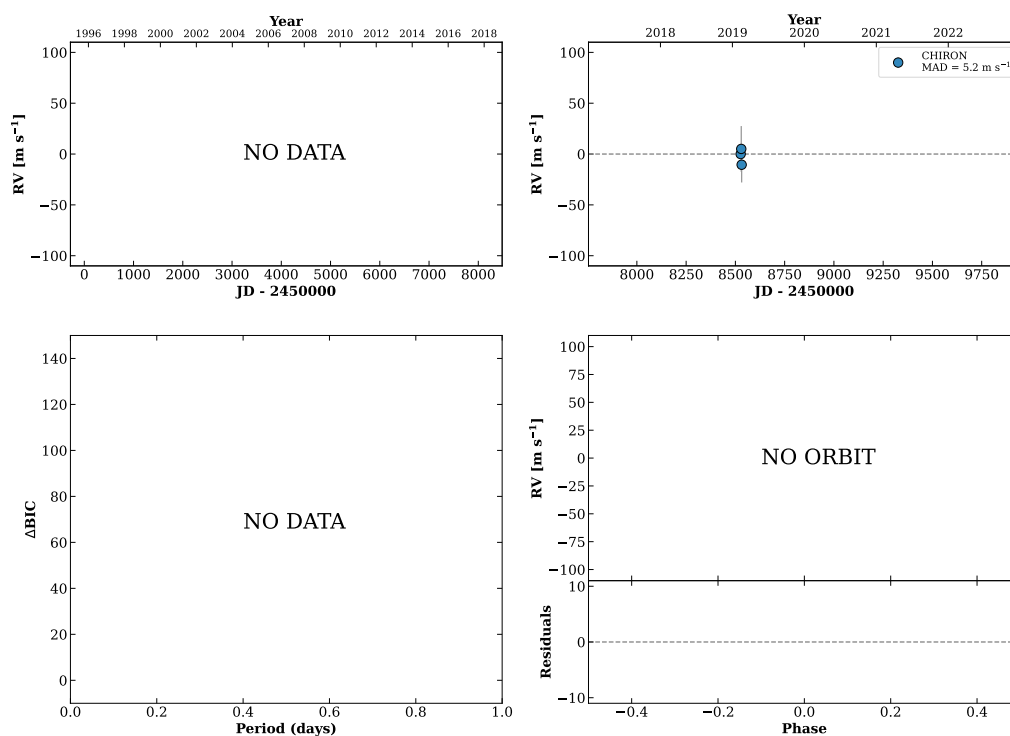 Year
1996 1998 2000 2002 2004 2006 2008 2010 2012 2014 2016 2018
100
50
0
−50
−100
RV [m s⁻¹]
NO DATA
0 1000 2000 3000 4000 5000 6000 7000 8000
JD - 2450000
Year
2018 2019 2020 2021 2022
CHIRON
MAD = 5.2 m s⁻¹
100
50
0
−50
−100
RV [m s⁻¹]
8000 8250 8500 8750 9000 9250 9500 9750
JD - 2450000
140
120
100
80
60
40
20
0
ΔBIC
NO DATA
0.0 0.2 0.4 0.6 0.8 1.0
Period (days)
100
75
50
25
0
−25
−50
−75
−100
RV [m s⁻¹]
NO ORBIT
10
0
−10
Residuals
−0.4 −0.2 0.0 0.2 0.4
Phase